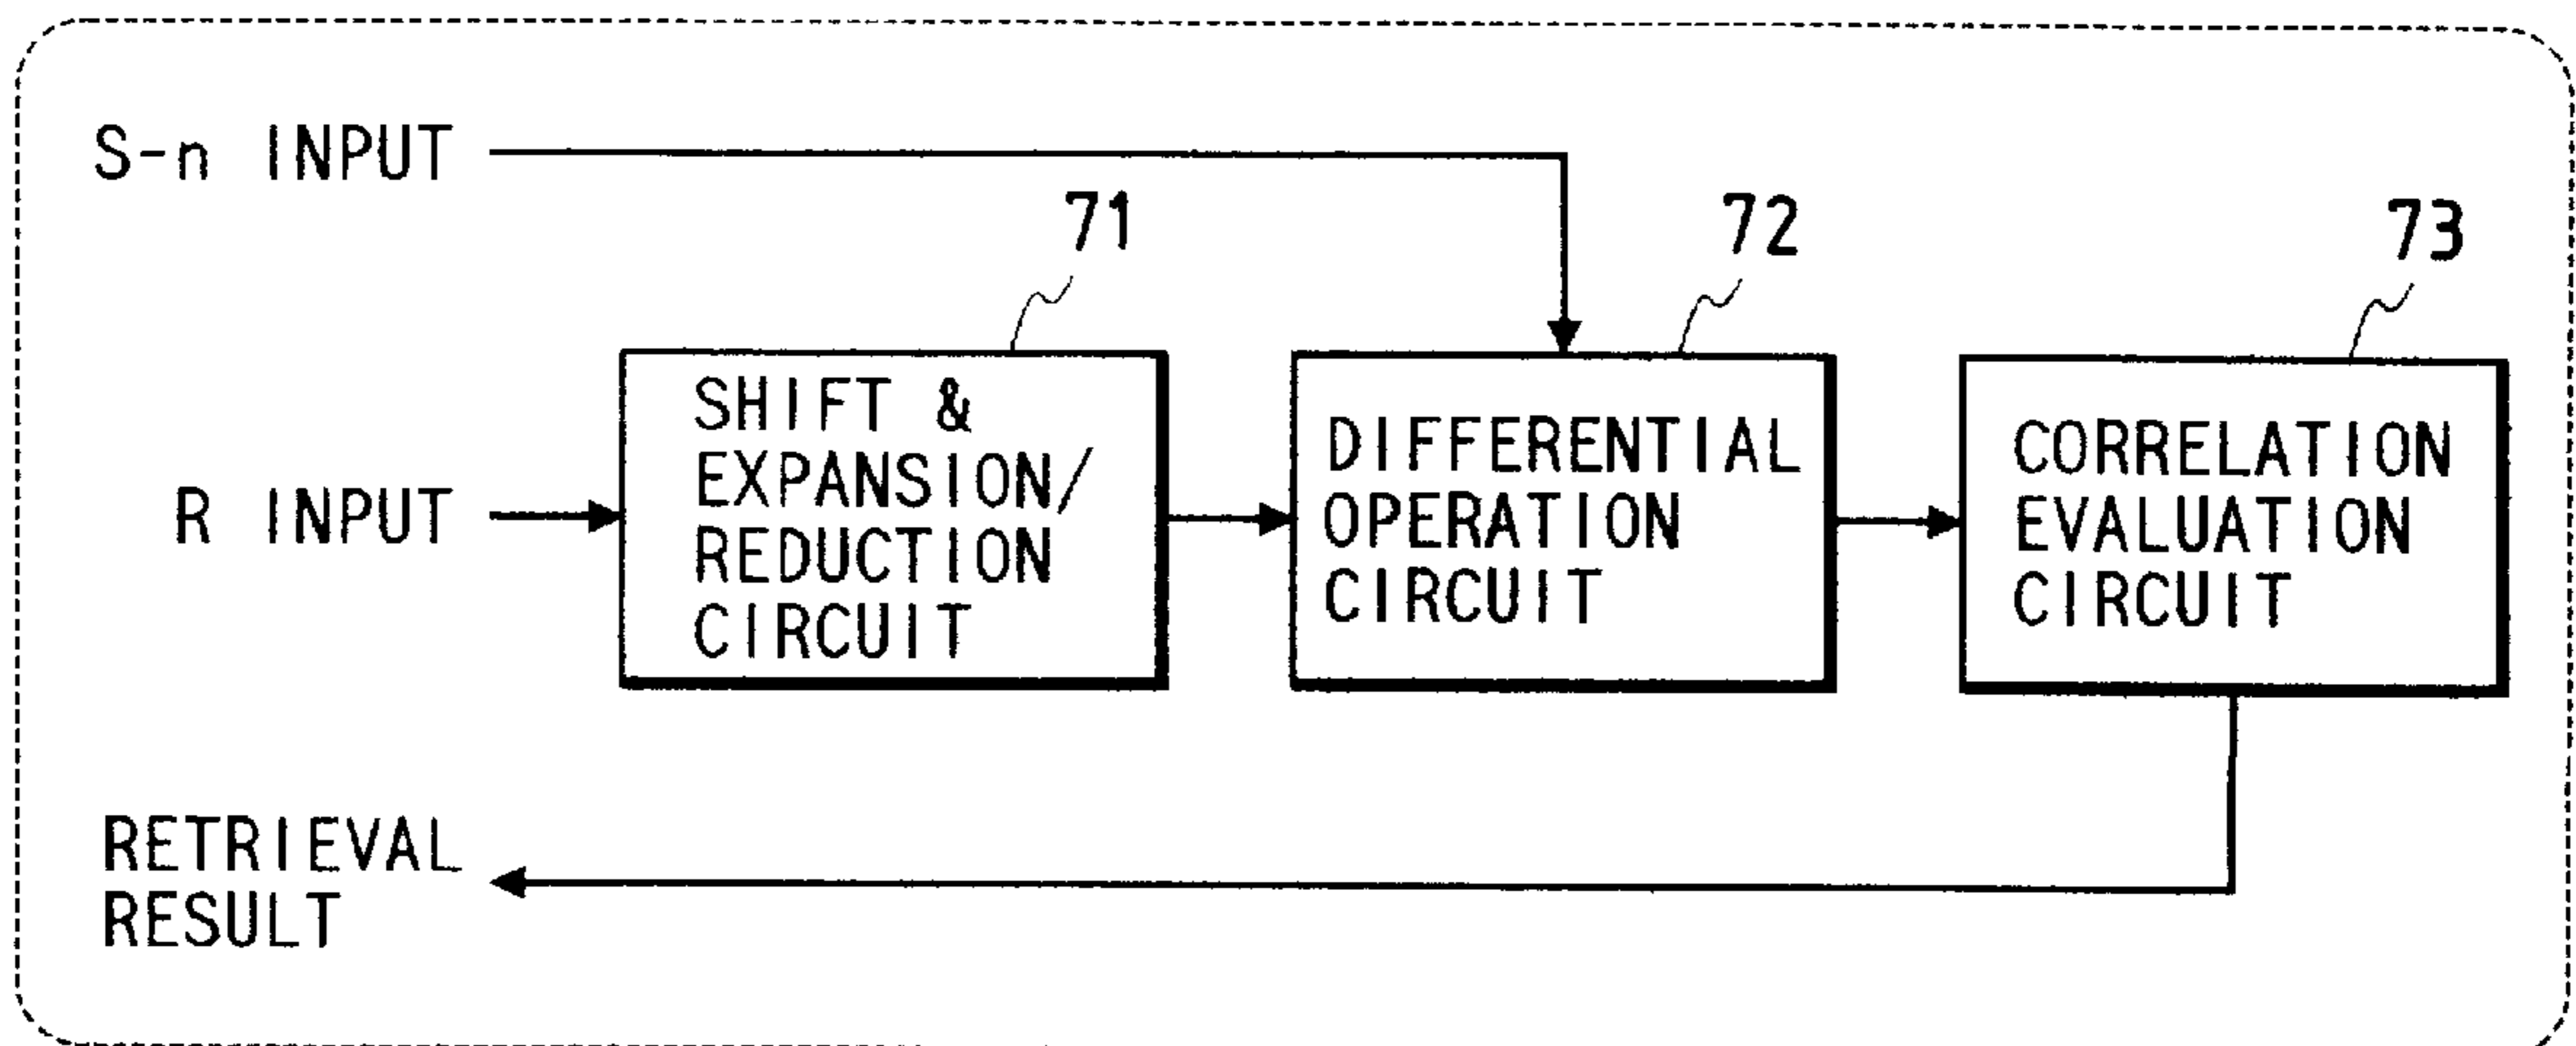 S-n INPUT
71
72
73
R INPUT
SHIFT &
EXPANSION/
REDUCTION
CIRCUIT
DIFFERENTIAL
OPERATION
CIRCUIT
CORRELATION
EVALUATION
CIRCUIT
RETRIEVAL
RESULT